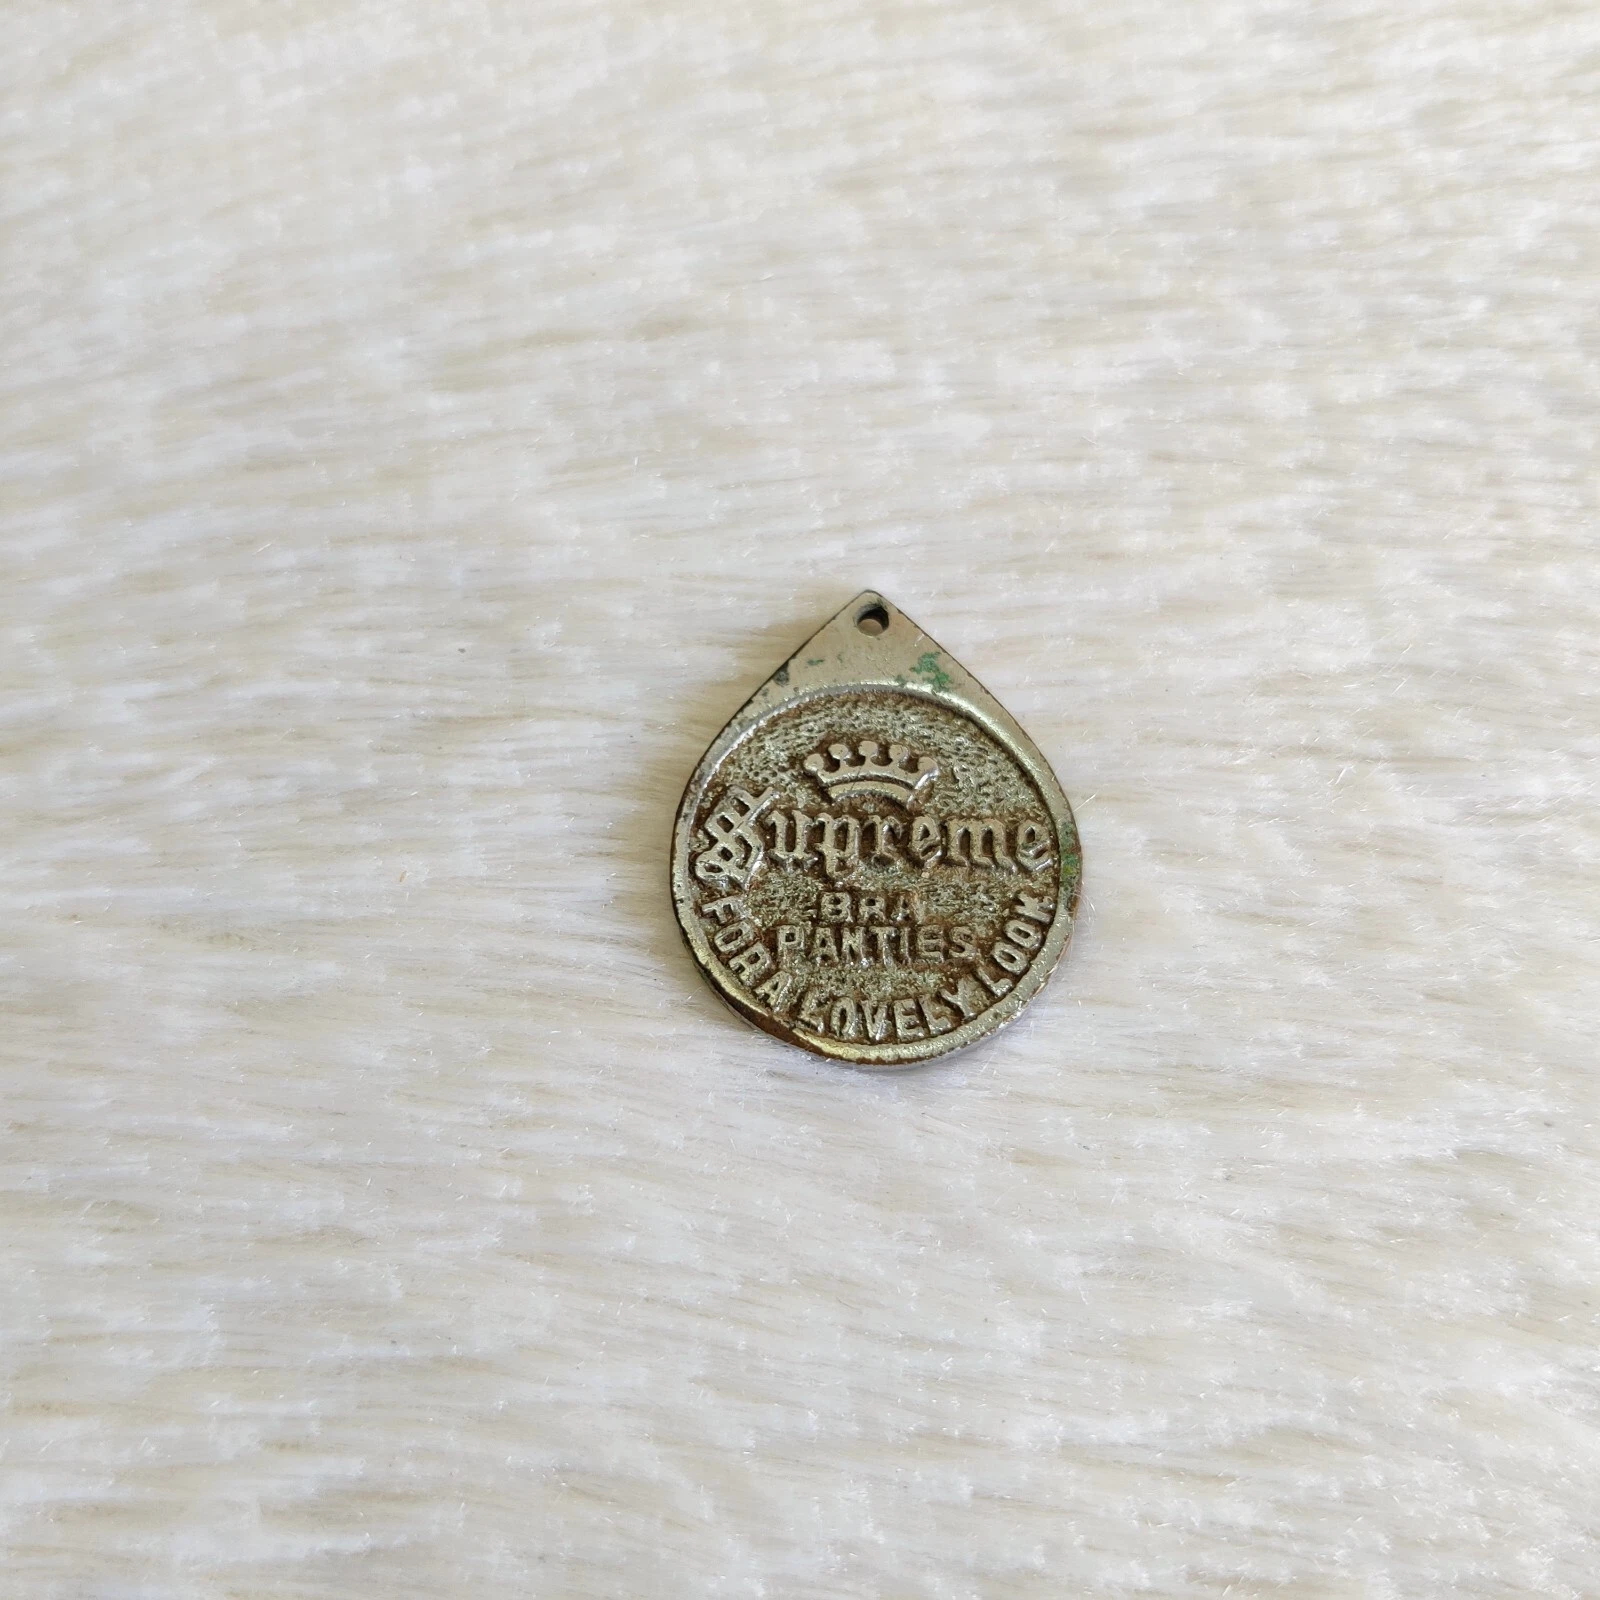 Supreme
BRA
PANTIES
FOR A LOVELY LOOK